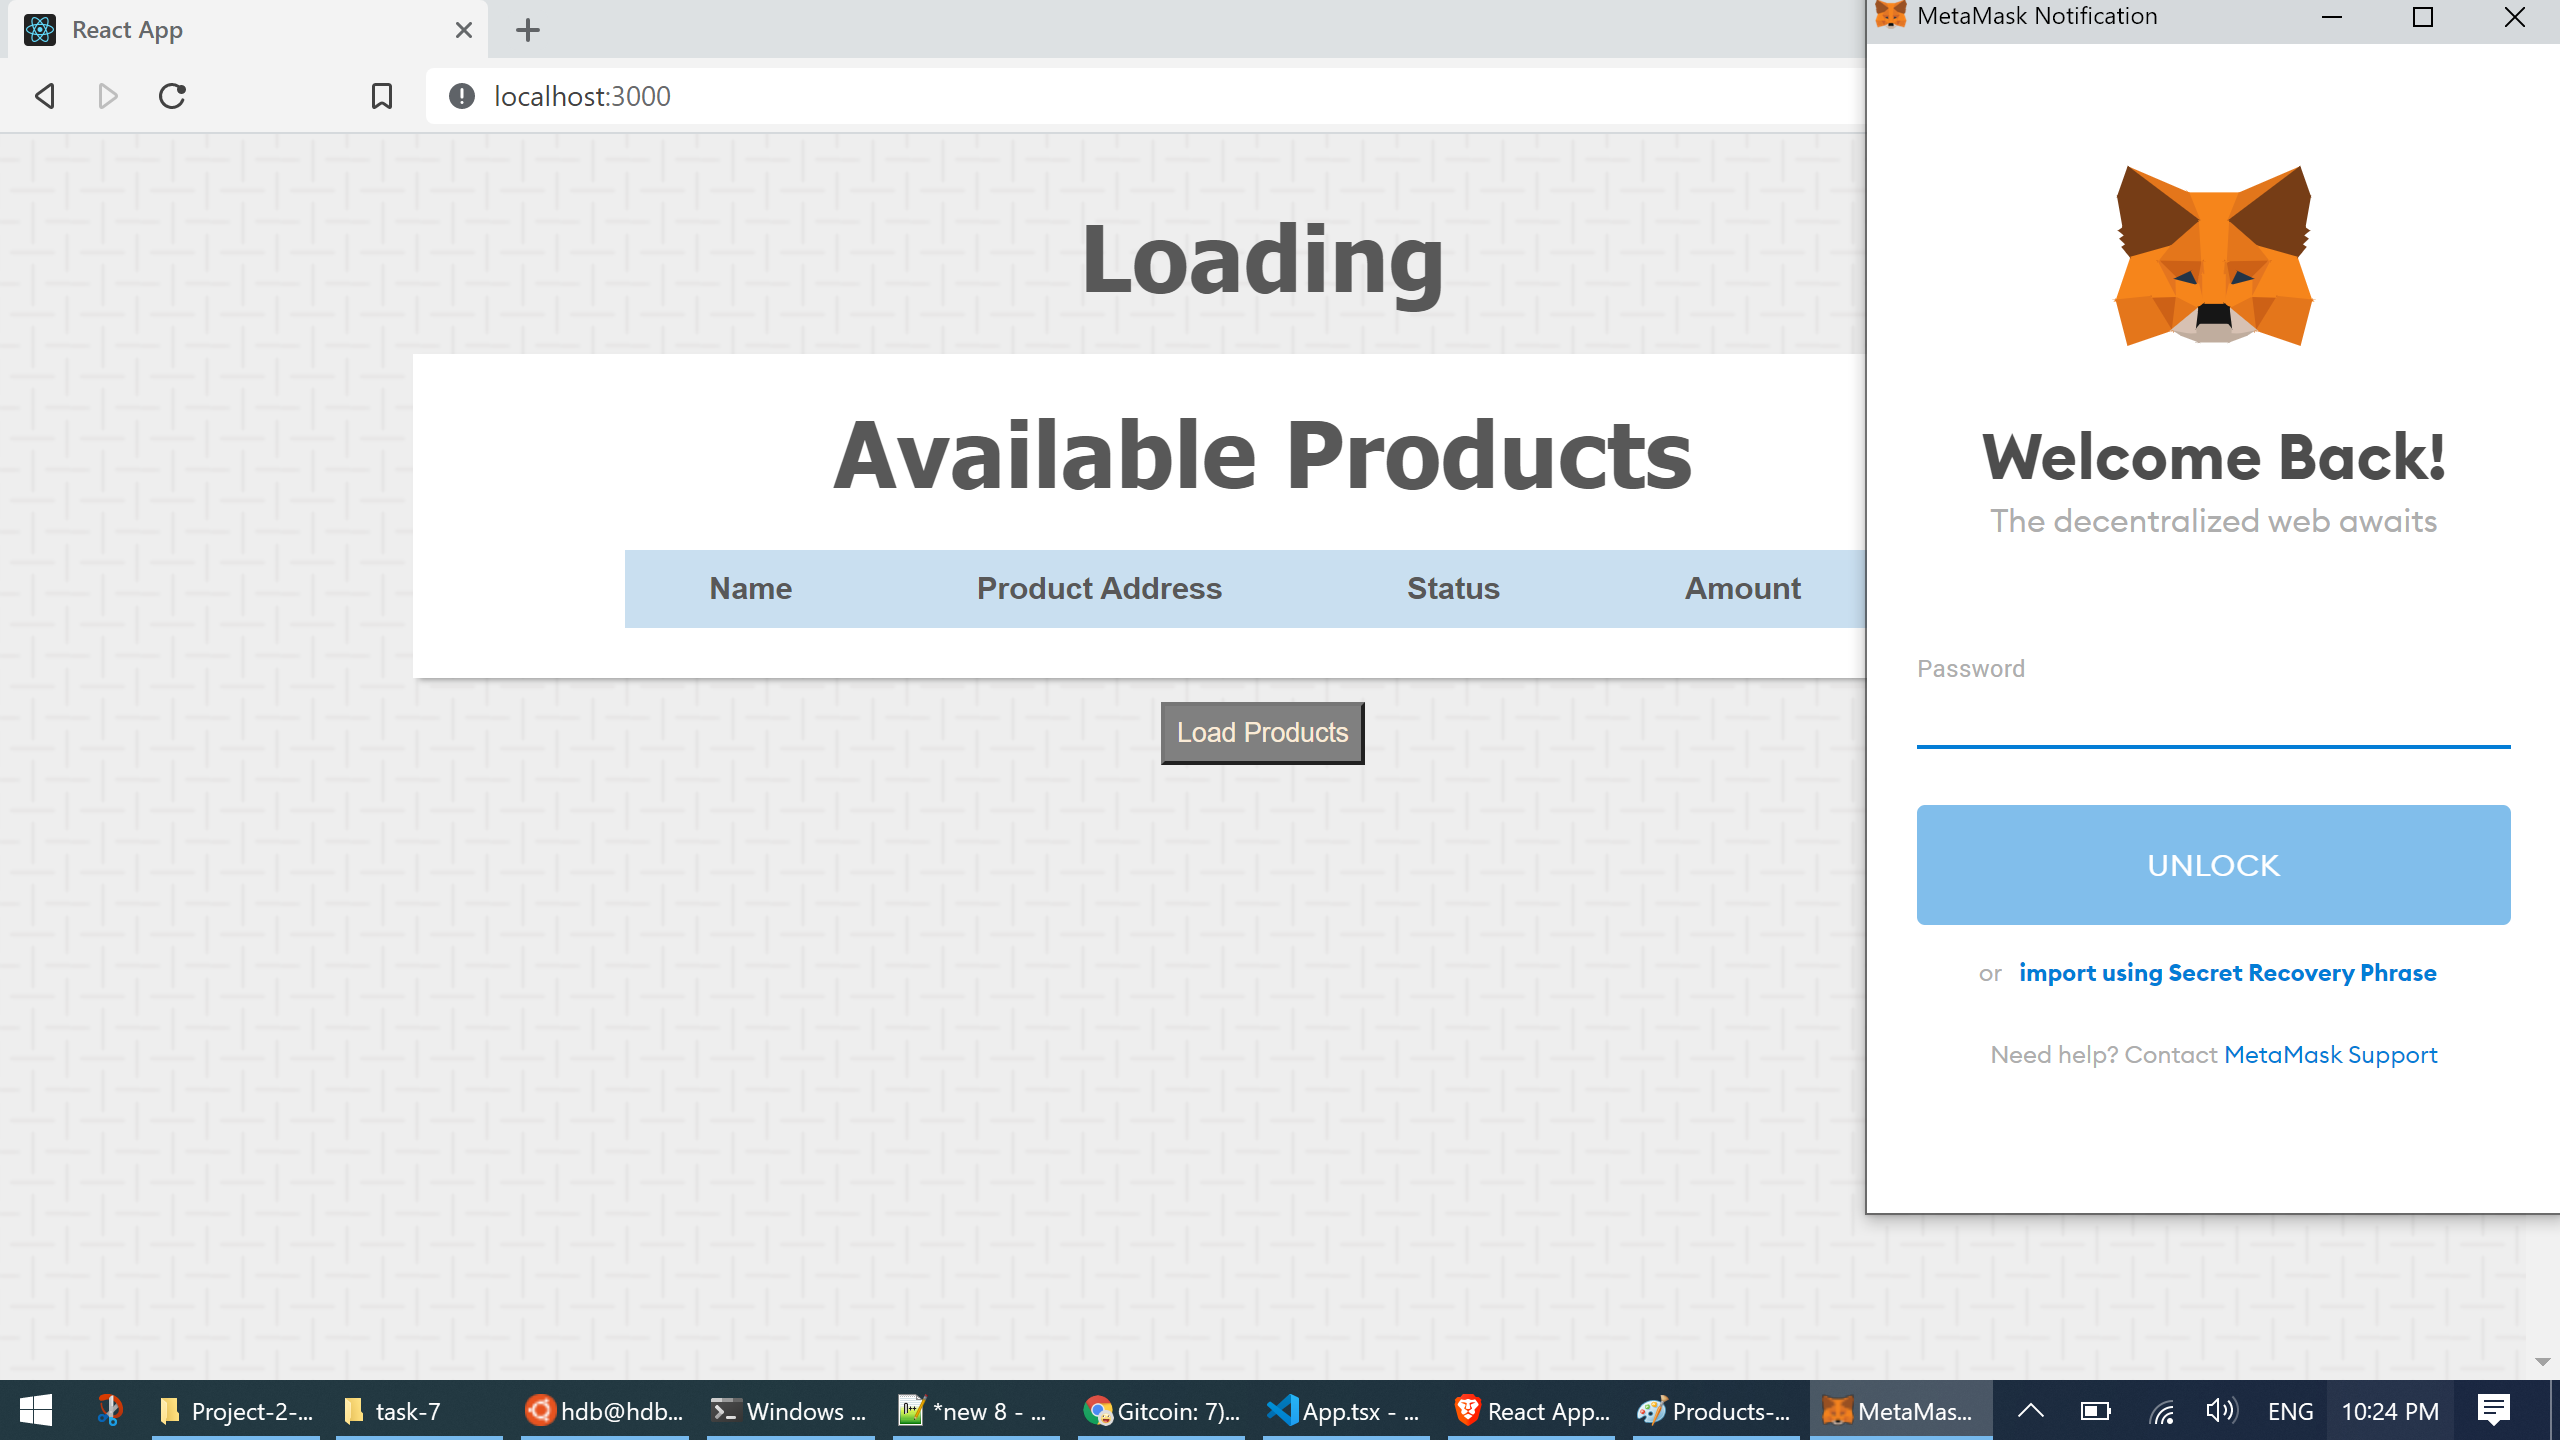 React App
MetaMask Notification
localhost:3000
Loading
Available Products
Name Product Address Status Amount
Load Products
Welcome Back!
The decentralized web awaits
Password
UNLOCK
or import using Secret Recovery Phrase
Need help? Contact MetaMask Support
Project-2-... task-7 hdb@hdb... Windows ... *new 8 - ... Gitcoin: 7)... App.tsx - ... React App... Products-... MetaMas... ENG 10:24 PM